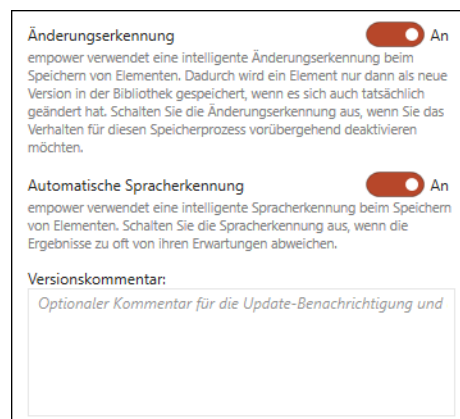 Änderungserkennung An
empower verwendet eine intelligente Änderungserkennung beim
Speichern von Elementen. Dadurch wird ein Element nur dann als neue
Version in der Bibliothek gespeichert, wenn es sich auch tatsächlich
geändert hat. Schalten Sie die Änderungserkennung aus, wenn Sie das
Verhalten für diesen Speicherprozess vorübergehend deaktivieren
möchten.
Automatische Spracherkennung An
empower verwendet eine intelligente Spracherkennung beim Speichern
von Elementen. Schalten Sie die Spracherkennung aus, wenn die
Ergebnisse zu oft von ihren Erwartungen abweichen.
Versionskommentar:
Optionaler Kommentar für die Update-Benachrichtigung und